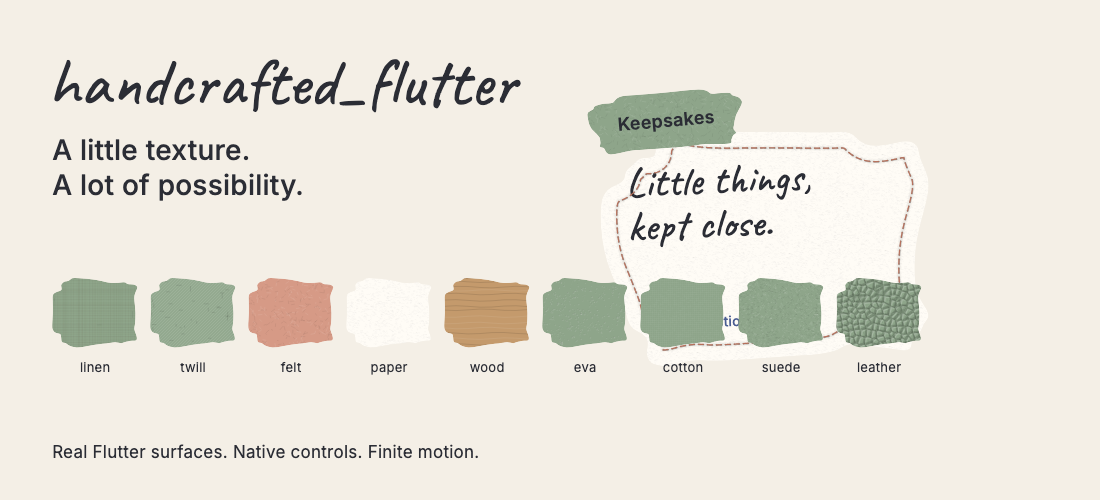 handcrafted_flutter
A little texture.
A lot of possibility.
Keepsakes
Little things,
kept close.
linen
twill
felt
paper
wood
eva
cotton
suede
leather
Real Flutter surfaces. Native controls. Finite motion.